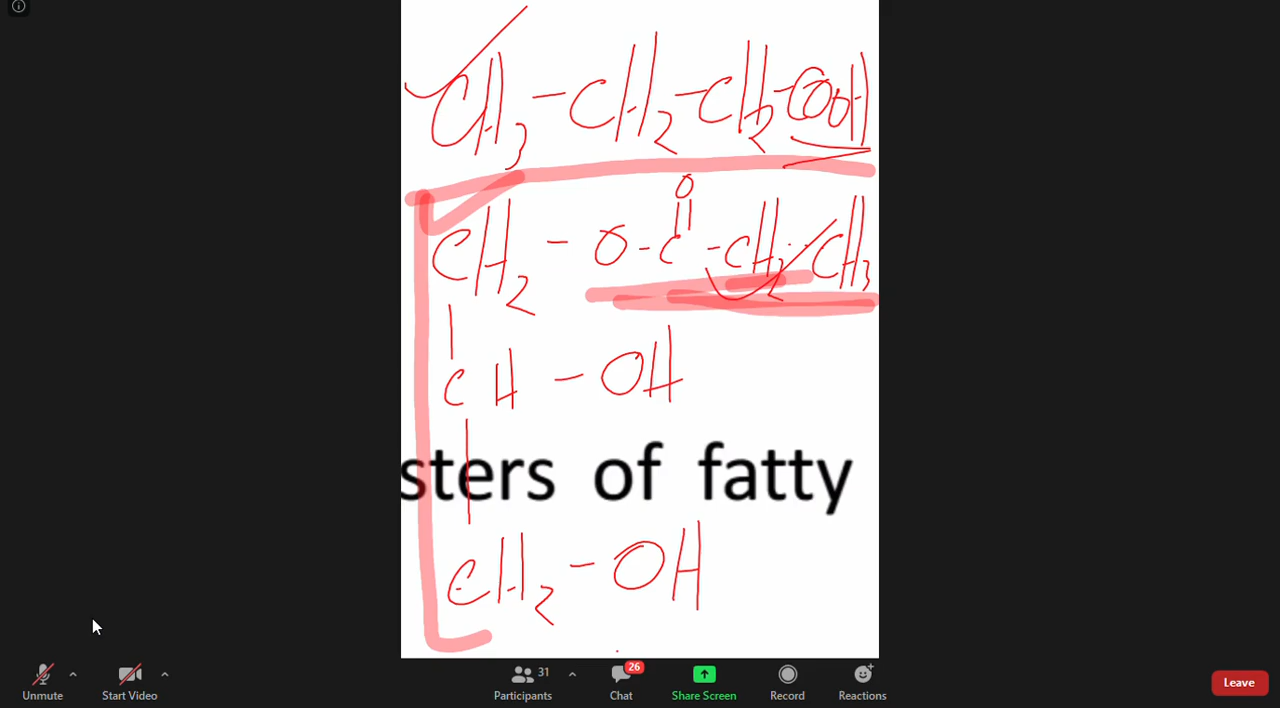 CH3-CH2-CH2-COOH
O
CH2-O-C-CH2-CH3
CH-OH
sters of fatty
CH2-OH
Unmute
Start Video
Participants
31
Chat
26
Share Screen
Record
Reactions
Leave